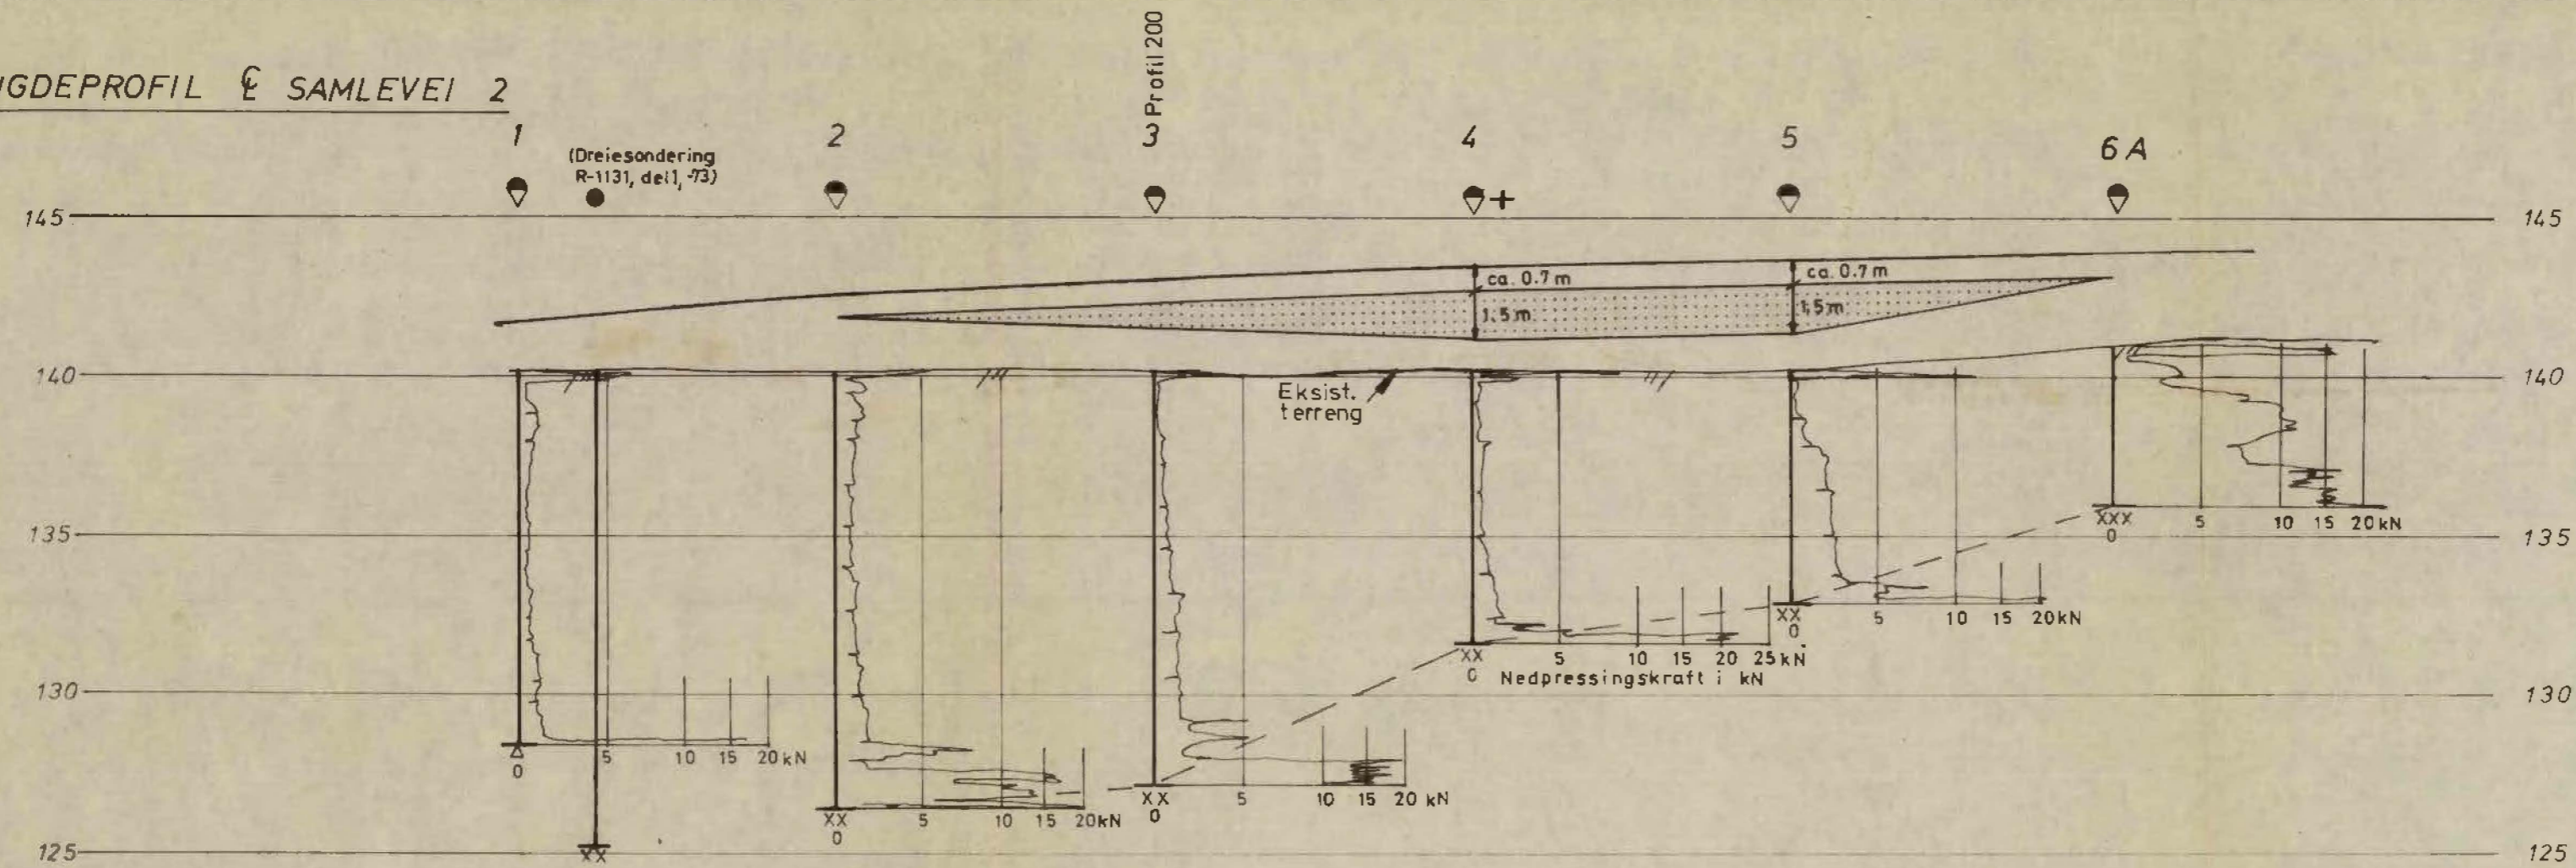 Profil 200
GDEPROFIL ℄ SAMLEVEI 2
1 2 3 4 5 6A
(Dreiesondering
R-1131, del1, -73)
+
145 145
ca. 0.7 m ca. 0.7 m
1.5 m 1,5 m
140 140
Eksist.
terreng
135 135
xxx 5 10 15 20 kN
0
xx 5 10 15 20 kN
0
xx 5 10 15 20 25 kN
0 Nedpressingskraft i kN
130 130
5 10 15 20 kN
0
xx 5 10 15 20 kN
0
xx 5 10 15 20 kN
0
125 125
xx